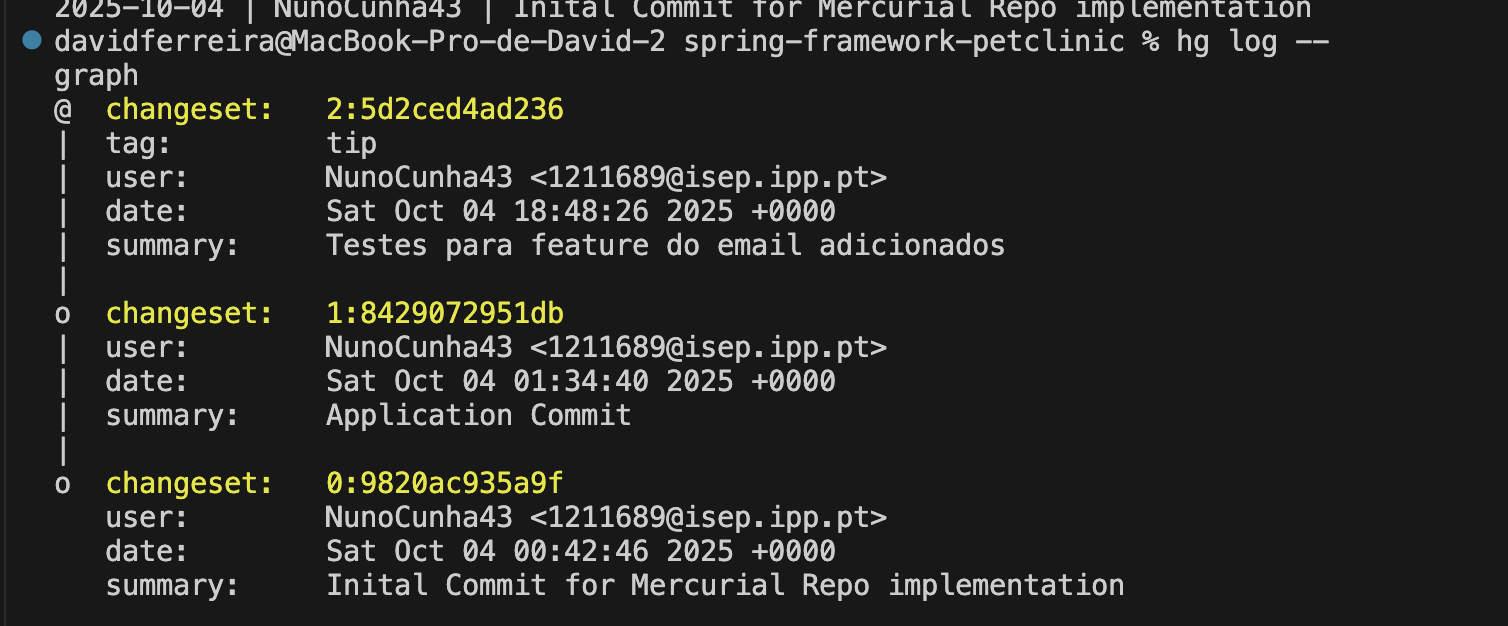 2025-10-04 | NunoCunha43 | Inital Commit for Mercurial Repo implementation
davidferreira@MacBook-Pro-de-David-2 spring-framework-petclinic % hg log --
graph
@  changeset:   2:5d2ced4ad236
|  tag:         tip
|  user:        NunoCunha43 <1211689@isep.ipp.pt>
|  date:        Sat Oct 04 18:48:26 2025 +0000
|  summary:     Testes para feature do email adicionados
|
o  changeset:   1:8429072951db
|  user:        NunoCunha43 <1211689@isep.ipp.pt>
|  date:        Sat Oct 04 01:34:40 2025 +0000
|  summary:     Application Commit
|
o  changeset:   0:9820ac935a9f
   user:        NunoCunha43 <1211689@isep.ipp.pt>
   date:        Sat Oct 04 00:42:46 2025 +0000
   summary:     Inital Commit for Mercurial Repo implementation